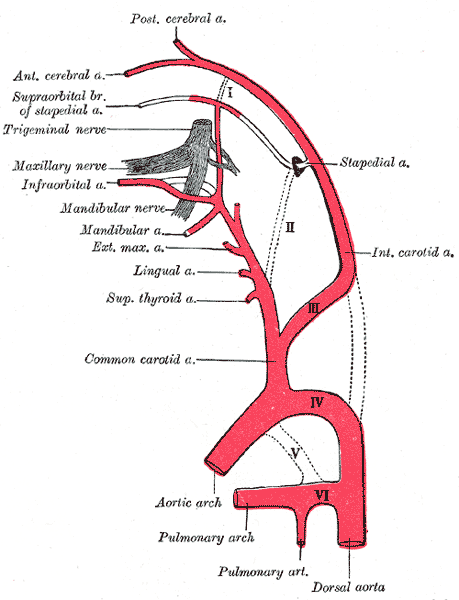 Post. cerebral a.
Ant. cerebral a.
Supraorbital br.
of stapedial a.
I
Trigeminal nerve
Stapedial a.
Maxillary nerve
Infraorbital a.
Mandibular nerve
Mandibular a.
II
Ext. max. a.
Int. carotid a.
Lingual a.
Sup. thyroid a.
III
Common carotid a.
IV
V
Aortic arch
VI
Pulmonary arch
Pulmonary art.
Dorsal aorta